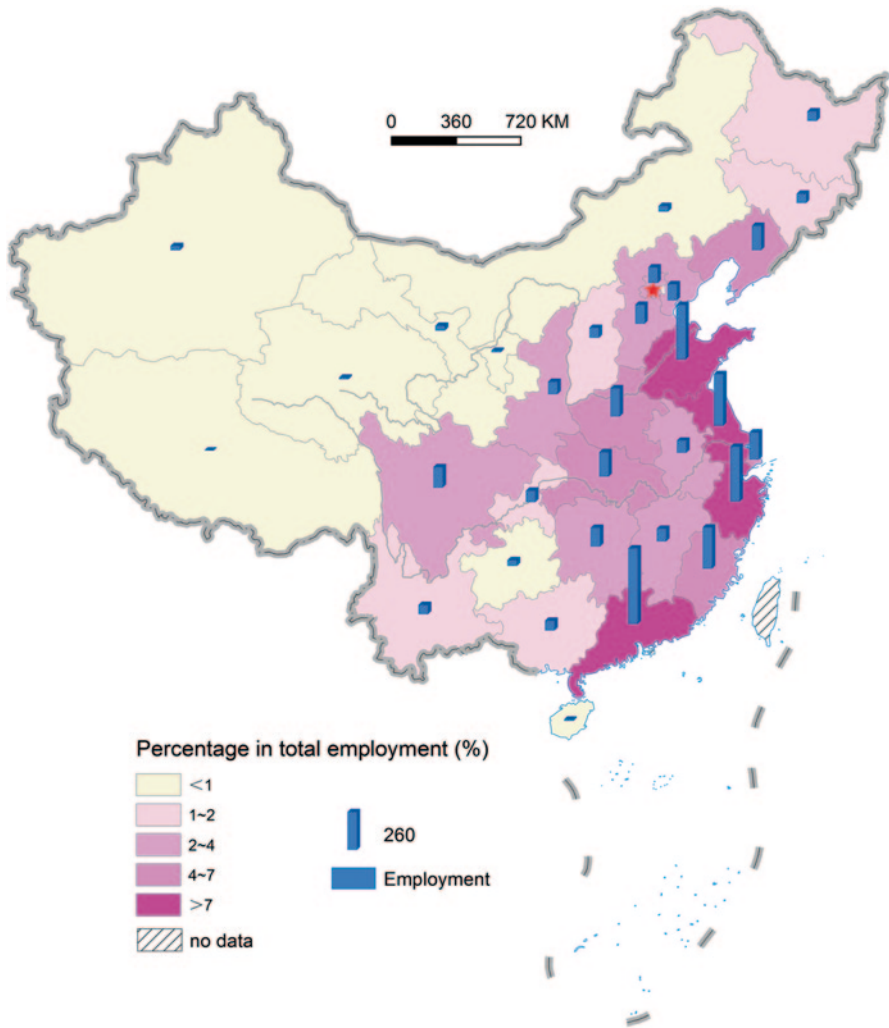 0 360 720 KM
Percentage in total employment (%)
<1
1~2
2~4
4~7
>7
no data
260
Employment